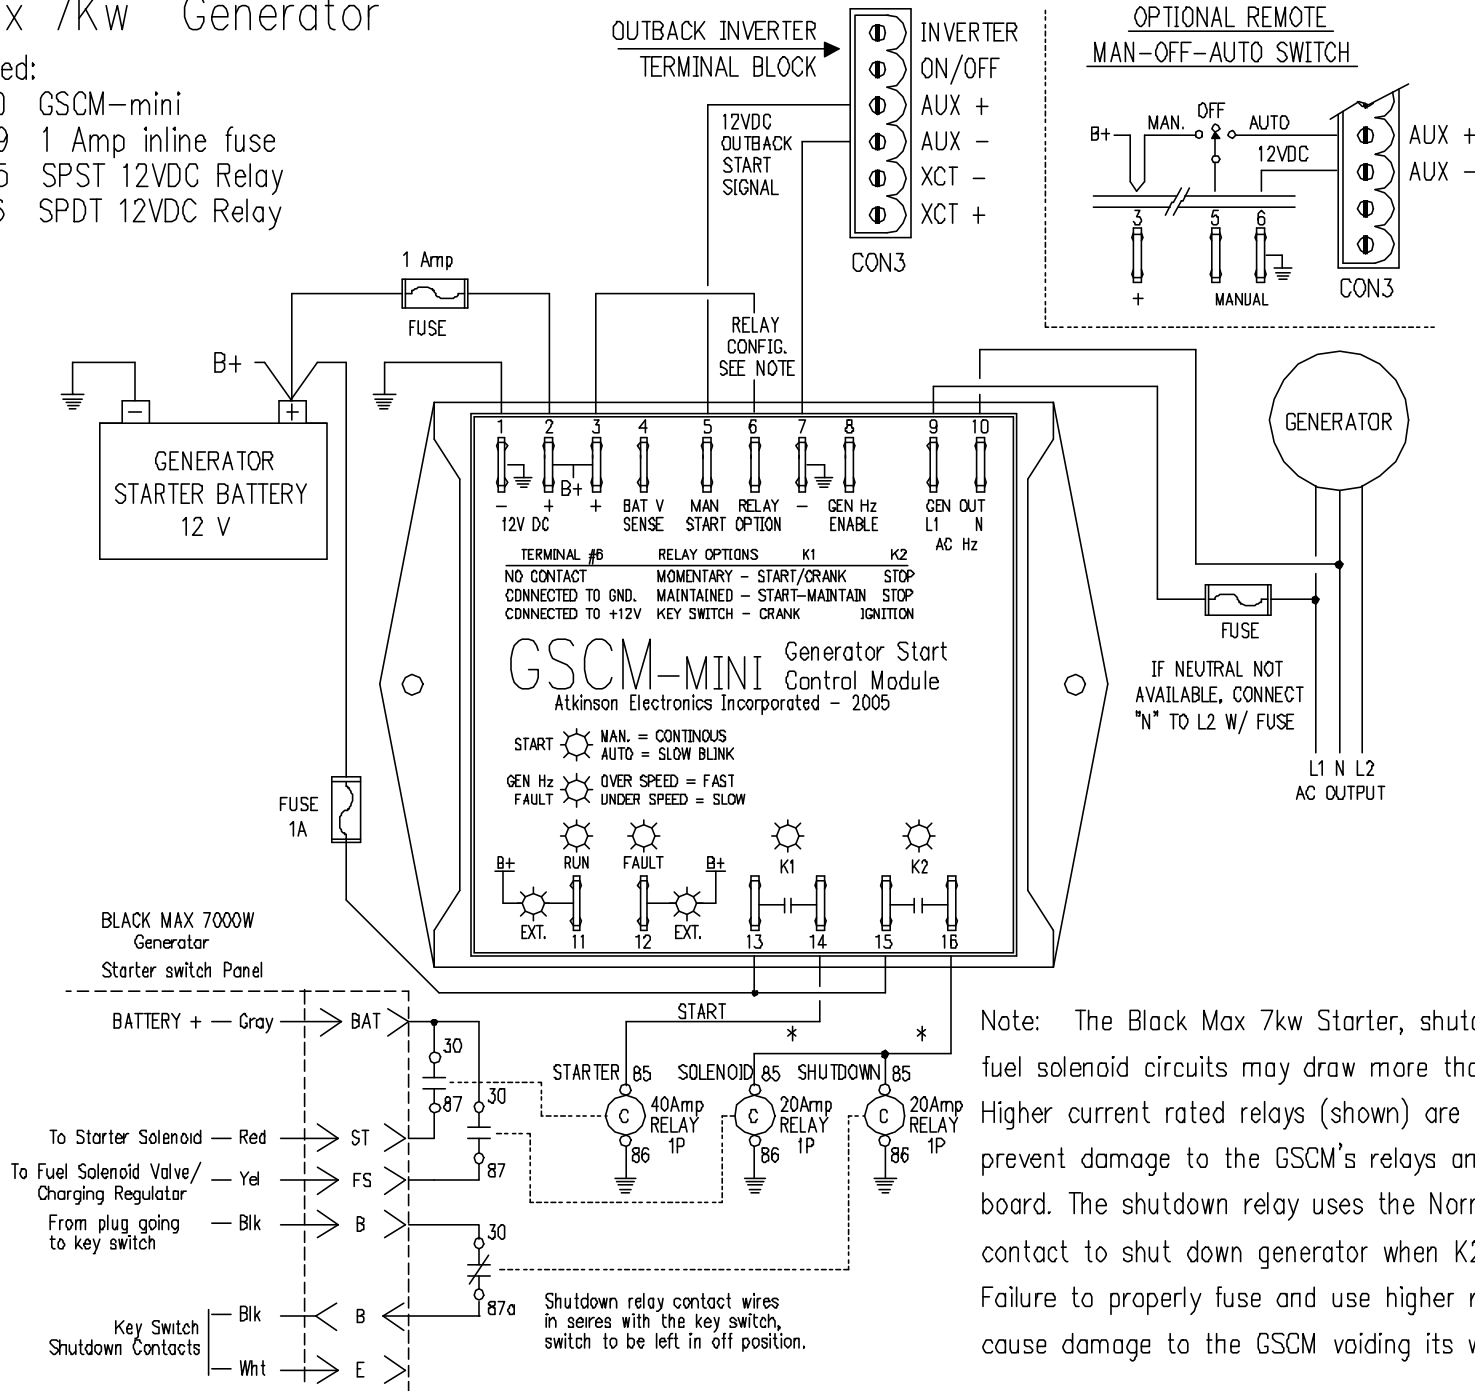 x 7Kw Generator
ed:
0 GSCM-mini
9 1 Amp inline fuse
5 SPST 12VDC Relay
6 SPDT 12VDC Relay
OUTBACK INVERTER
TERMINAL BLOCK
INVERTER
ON/OFF
AUX +
AUX -
XCT -
XCT +
CON3
12VDC
OUTBACK
START
SIGNAL
OPTIONAL REMOTE
MAN-OFF-AUTO SWITCH
B+
MAN.
OFF
AUTO
12VDC
AUX +
AUX -
3 5 6
+
MANUAL
CON3
1 Amp
FUSE
RELAY
CONFIG.
SEE NOTE
B+
- +
GENERATOR
STARTER BATTERY
12 V
GENERATOR
1 2 3 4 5 6 7 8 9 10
B+
- + + BAT V MAN RELAY - GEN Hz GEN OUT
12V DC SENSE START OPTION ENABLE L1 N
AC Hz
TERMINAL #6 RELAY OPTIONS K1 K2
NO CONTACT MOMENTARY - START/CRANK STOP
CONNECTED TO GND. MAINTAINED - START-MAINTAIN STOP
CONNECTED TO +12V KEY SWITCH - CRANK IGNITION
GSCM-MINI Generator Start
Control Module
Atkinson Electronics Incorporated - 2005
START MAN. = CONTINOUS
AUTO = SLOW BLINK
GEN Hz OVER SPEED = FAST
FAULT UNDER SPEED = SLOW
B+ RUN FAULT B+ K1 K2
EXT. 11 12 EXT. 13 14 15 16
FUSE
IF NEUTRAL NOT
AVAILABLE, CONNECT
"N" TO L2 W/ FUSE
L1 N L2
AC OUTPUT
FUSE
1A
BLACK MAX 7000W
Generator
Starter switch Panel
BATTERY + - Gray BAT
30
87
30
87
To Starter Solenoid - Red ST
To Fuel Solenoid Valve/
Charging Regulator - Yel FS
From plug going
to key switch - Blk B
30
87a
Key Switch
Shutdown Contacts
Blk B
Wht E
START
* *
STARTER 85 SOLENOID 85 SHUTDOWN 85
C 40Amp
RELAY
1P
86
C 20Amp
RELAY
1P
86
C 20Amp
RELAY
1P
86
Shutdown relay contact wires
in seires with the key switch,
switch to be left in off position.
Note: The Black Max 7kw Starter, shutd
fuel solenoid circuits may draw more tha
Higher current rated relays (shown) are
prevent damage to the GSCM's relays an
board. The shutdown relay uses the Norr
contact to shut down generator when K2
Failure to properly fuse and use higher r
cause damage to the GSCM voiding its w